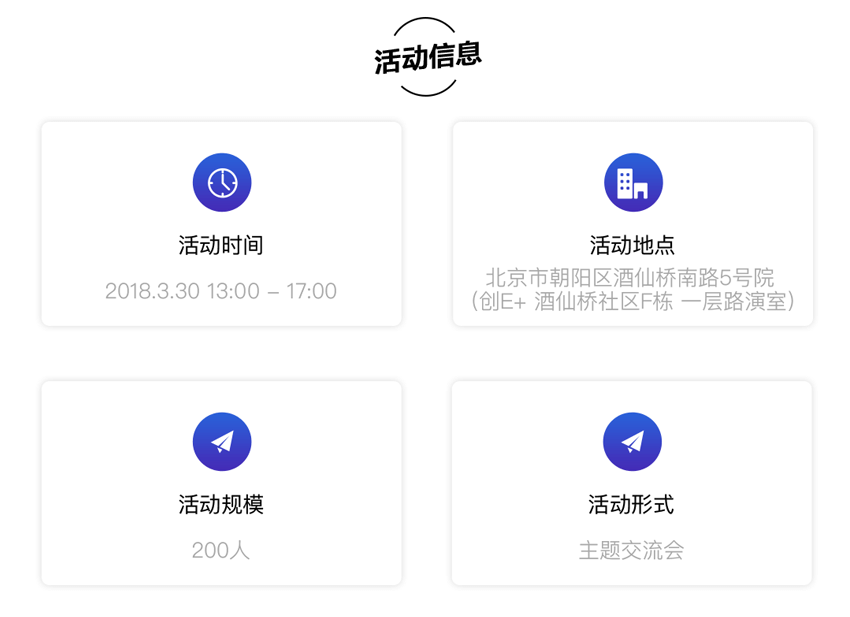 活动信息
活动时间
2018.3.30 13:00 – 17:00
活动地点
北京市朝阳区酒仙桥南路5号院
（创E+ 酒仙桥社区F栋 一层路演室）
活动规模
200人
活动形式
主题交流会